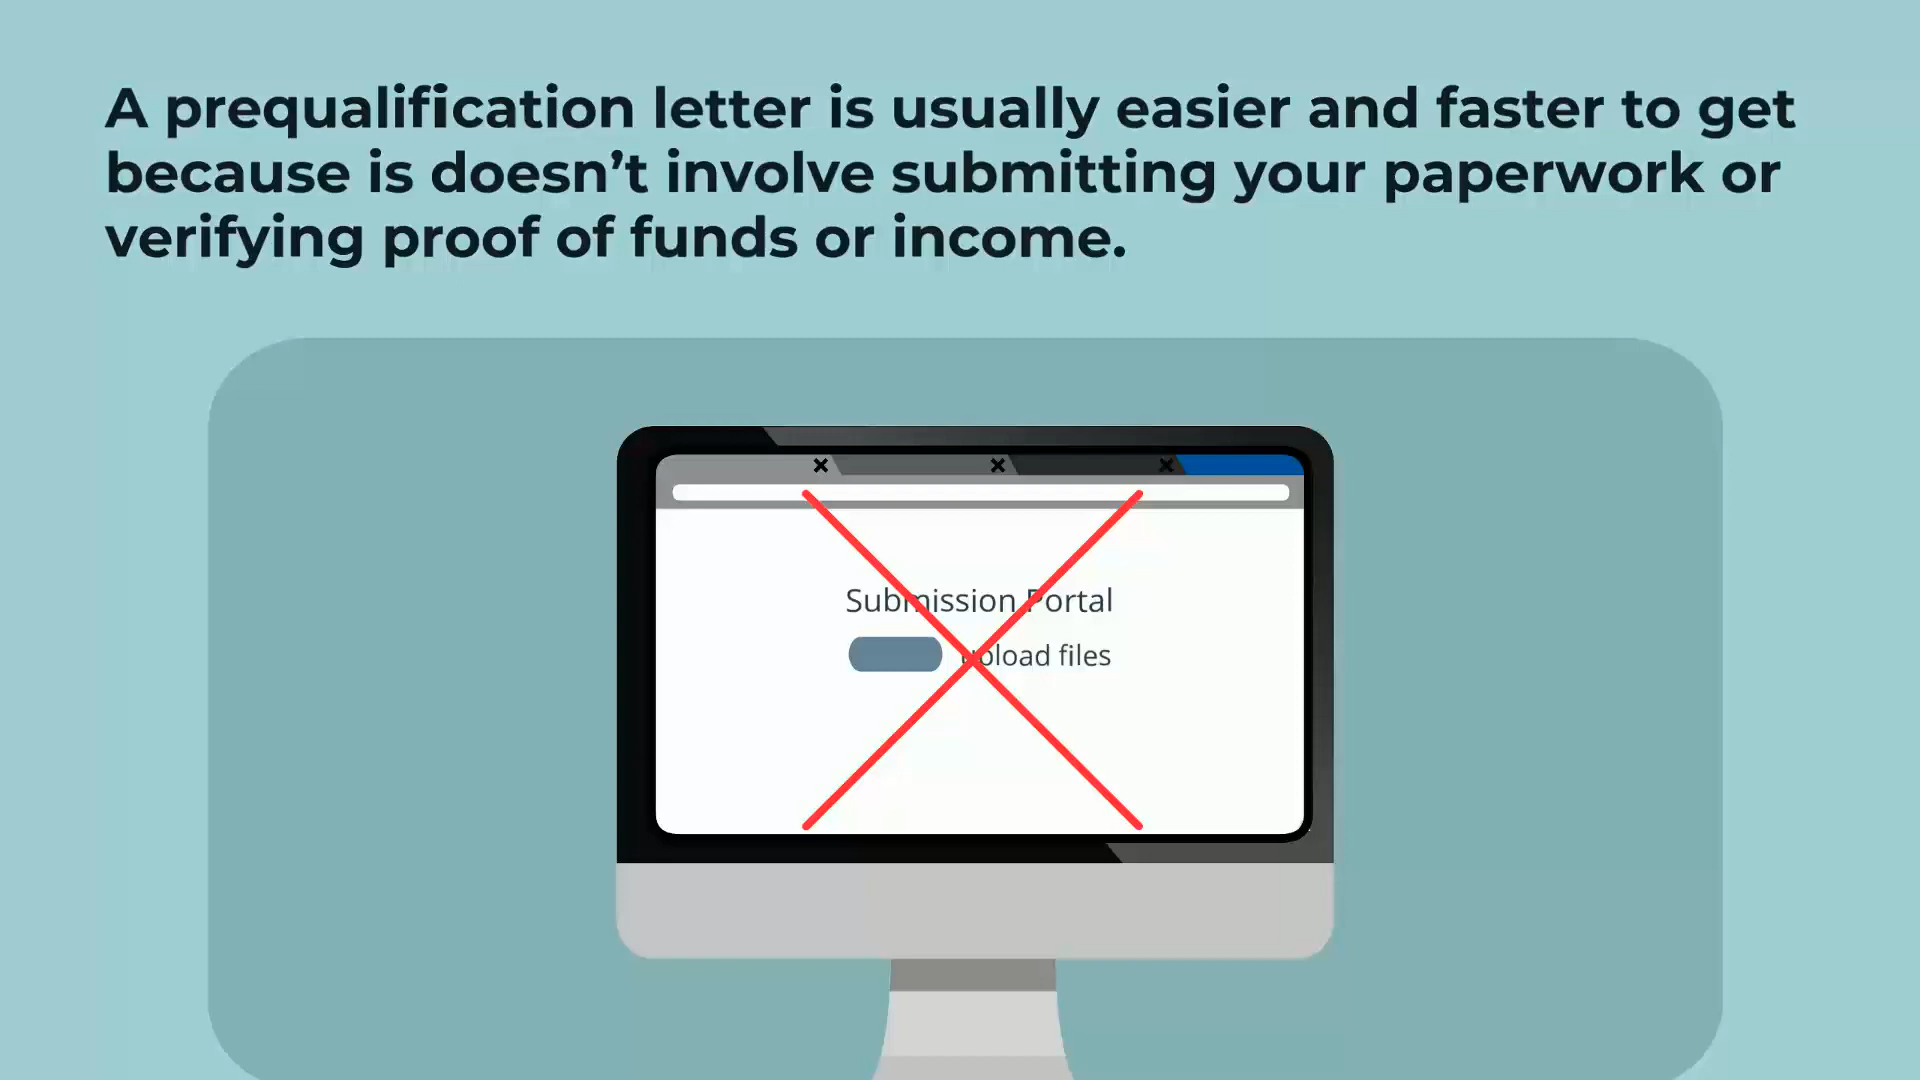 A prequalification letter is usually easier and faster to get
because is doesn’t involve submitting your paperwork or
verifying proof of funds or income.
Submission Portal
upload files